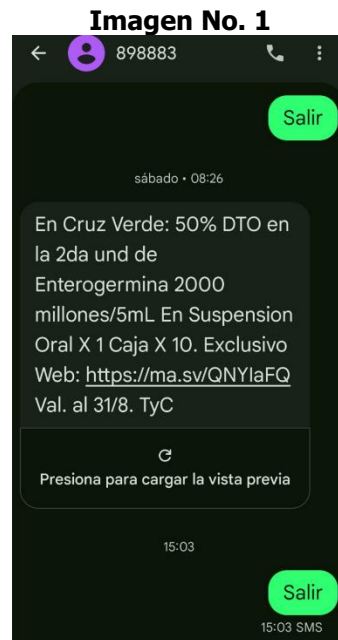 Imagen No. 1
898883
Salir
sábado • 08:26
En Cruz Verde: 50% DTO en
la 2da und de
Enterogermina 2000
millones/5mL En Suspension
Oral X 1 Caja X 10. Exclusivo
Web: https://ma.sv/QNYIaFQ
Val. al 31/8. TyC
Presiona para cargar la vista previa
15:03
Salir
15:03 SMS